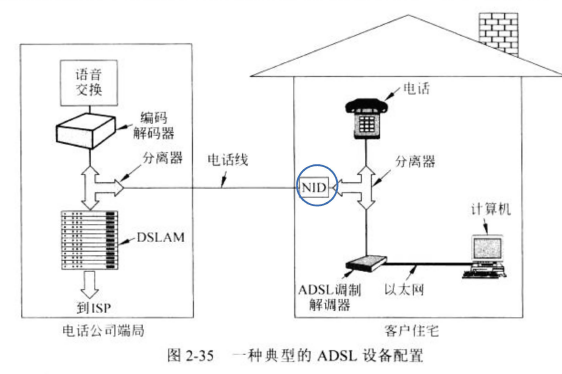 语音
交换
编码
解码器
分离器
电话线
DSLAM
到ISP
电话公司端局
电话
NID
分离器
计算机
ADSL调制
解调器
以太网
客户住宅
图 2-35 一种典型的 ADSL 设备配置